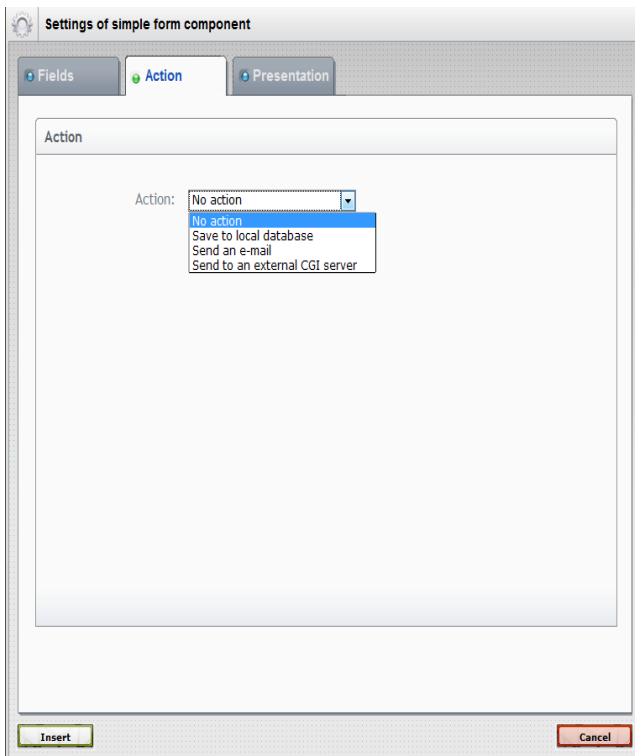 Settings of simple form component
Fields Action Presentation
Action
Action: No action
No action
Save to local database
Send an e-mail
Send to an external CGI server
Insert Cancel